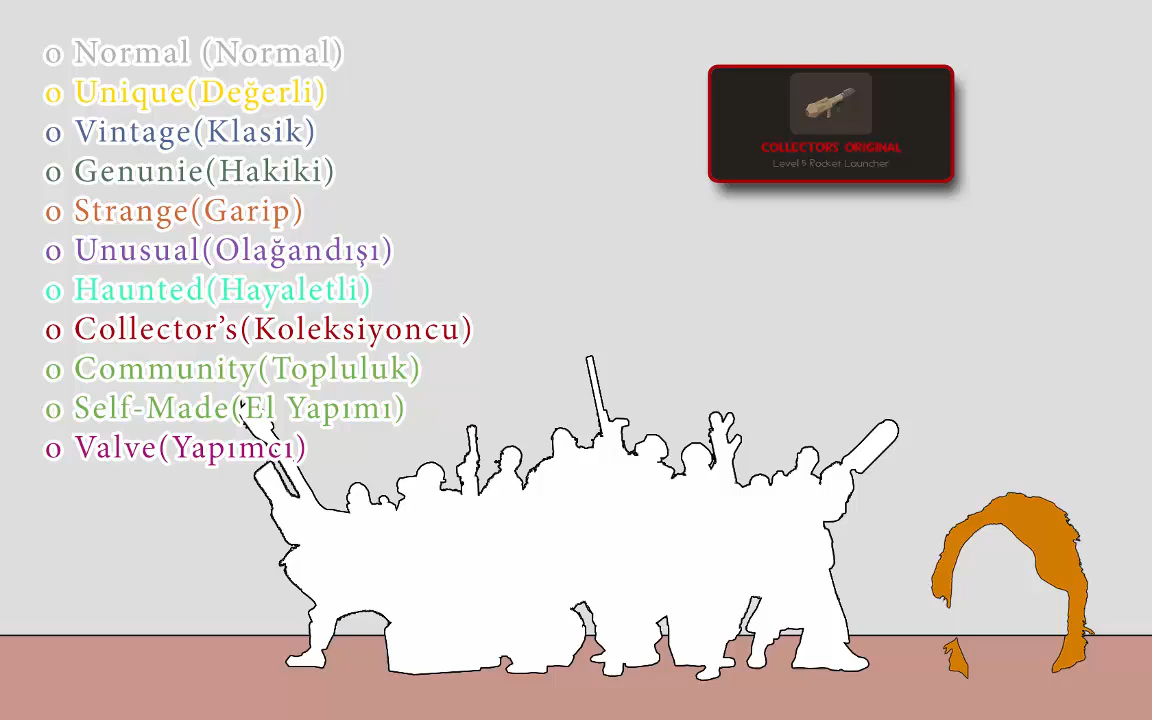 o Normal (Normal)
o Unique(Değerli)
o Vintage(Klasik)
o Genunie(Hakiki)
o Strange(Garip)
o Unusual(Olağandışı)
o Haunted(Hayaletli)
o Collector’s(Koleksiyoncu)
o Community(Topluluk)
o Self-Made(El Yapımı)
o Valve(Yapımcı)
COLLECTOR'S ORIGINAL
Level 5 Rocket Launcher